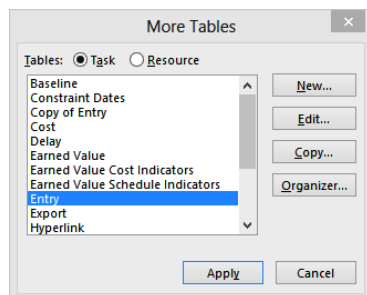 More Tables
Tables: Task Resource
Baseline
Constraint Dates
Copy of Entry
Cost
Delay
Earned Value
Earned Value Cost Indicators
Earned Value Schedule Indicators
Entry
Export
Hyperlink
New...
Edit...
Copy...
Organizer...
Apply
Cancel